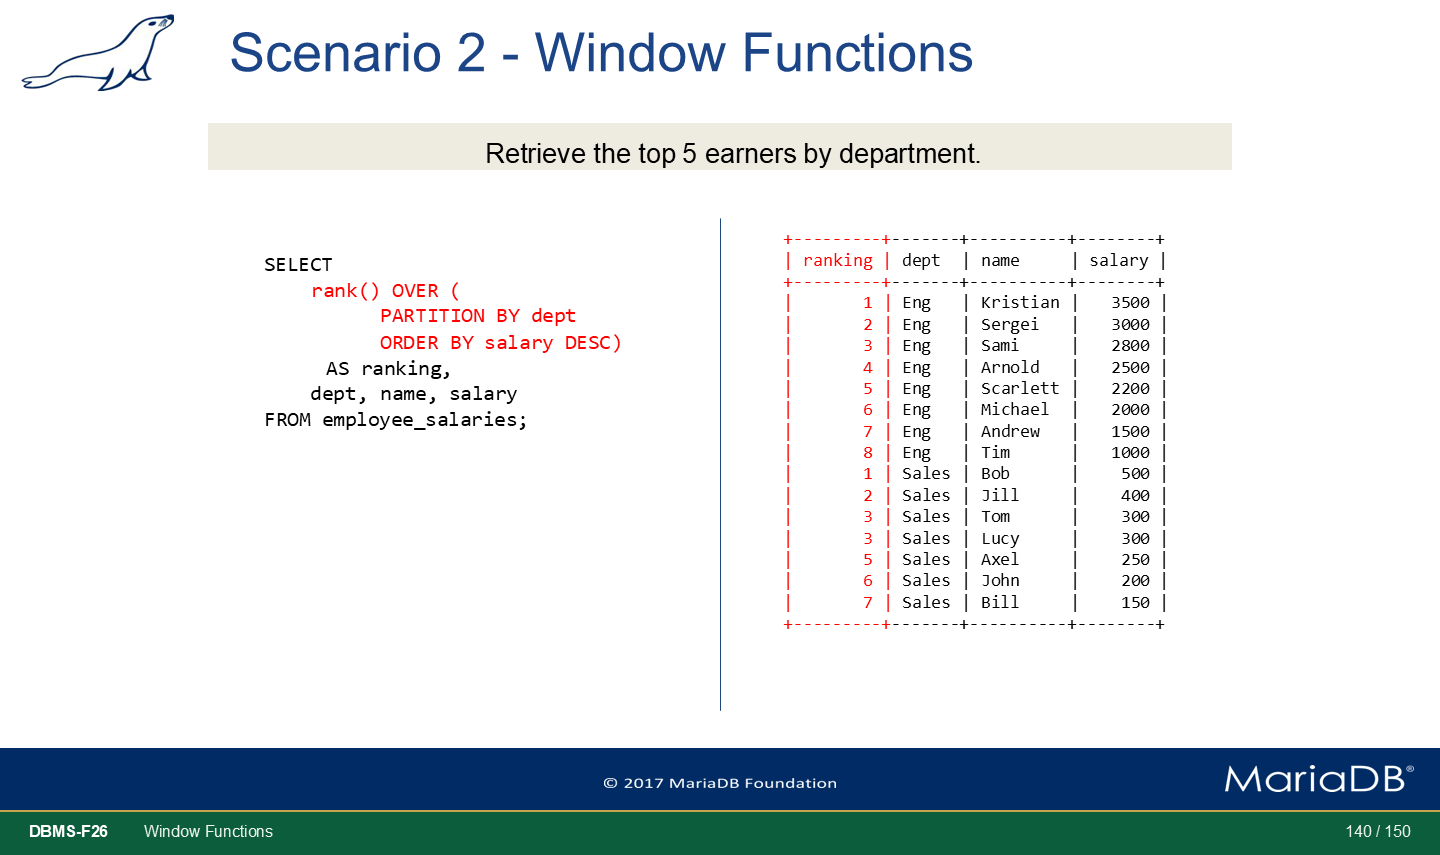 Scenario 2 - Window Functions
Retrieve the top 5 earners by department.
SELECT
rank() OVER (
PARTITION BY dept
ORDER BY salary DESC)
AS ranking,
dept, name, salary
FROM employee_salaries;
+---------+-------+----------+--------+
| ranking | dept  | name     | salary |
+---------+-------+----------+--------+
|       1 | Eng   | Kristian |   3500 |
|       2 | Eng   | Sergei   |   3000 |
|       3 | Eng   | Sami     |   2800 |
|       4 | Eng   | Arnold   |   2500 |
|       5 | Eng   | Scarlett |   2200 |
|       6 | Eng   | Michael  |   2000 |
|       7 | Eng   | Andrew   |   1500 |
|       8 | Eng   | Tim      |   1000 |
|       1 | Sales | Bob      |    500 |
|       2 | Sales | Jill     |    400 |
|       3 | Sales | Tom      |    300 |
|       3 | Sales | Lucy     |    300 |
|       5 | Sales | Axel     |    250 |
|       6 | Sales | John     |    200 |
|       7 | Sales | Bill     |    150 |
+---------+-------+----------+--------+
© 2017 MariaDB Foundation
MariaDB®
DBMS-F26 Window Functions 140 / 150